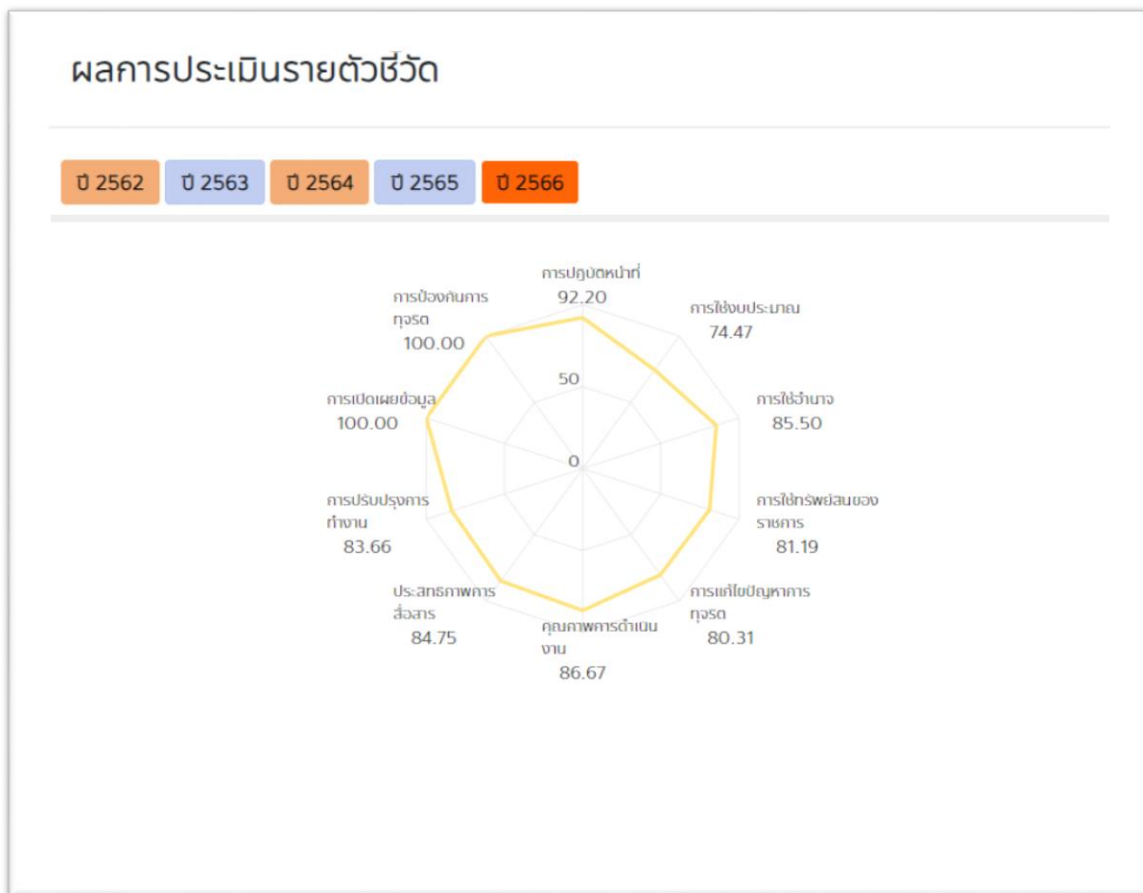 ผลการประเมินรายตัวชี้วัด
ปี 2562 ปี 2563 ปี 2564 ปี 2565 ปี 2566
การปฏิบัติหน้าที่
92.20
การใช้งบประมาณ
74.47
การใช้อำนาจ
85.50
การใช้ทรัพย์สินของ
ราชการ
81.19
การแก้ไขปัญหาการ
ทุจริต
80.31
คุณภาพการดำเนิน
งาน
86.67
ประสิทธิภาพการ
สื่อสาร
84.75
การปรับปรุงการ
ทำงาน
83.66
การเปิดเผยข้อมูล
100.00
การป้องกันการ
ทุจริต
100.00
50
0